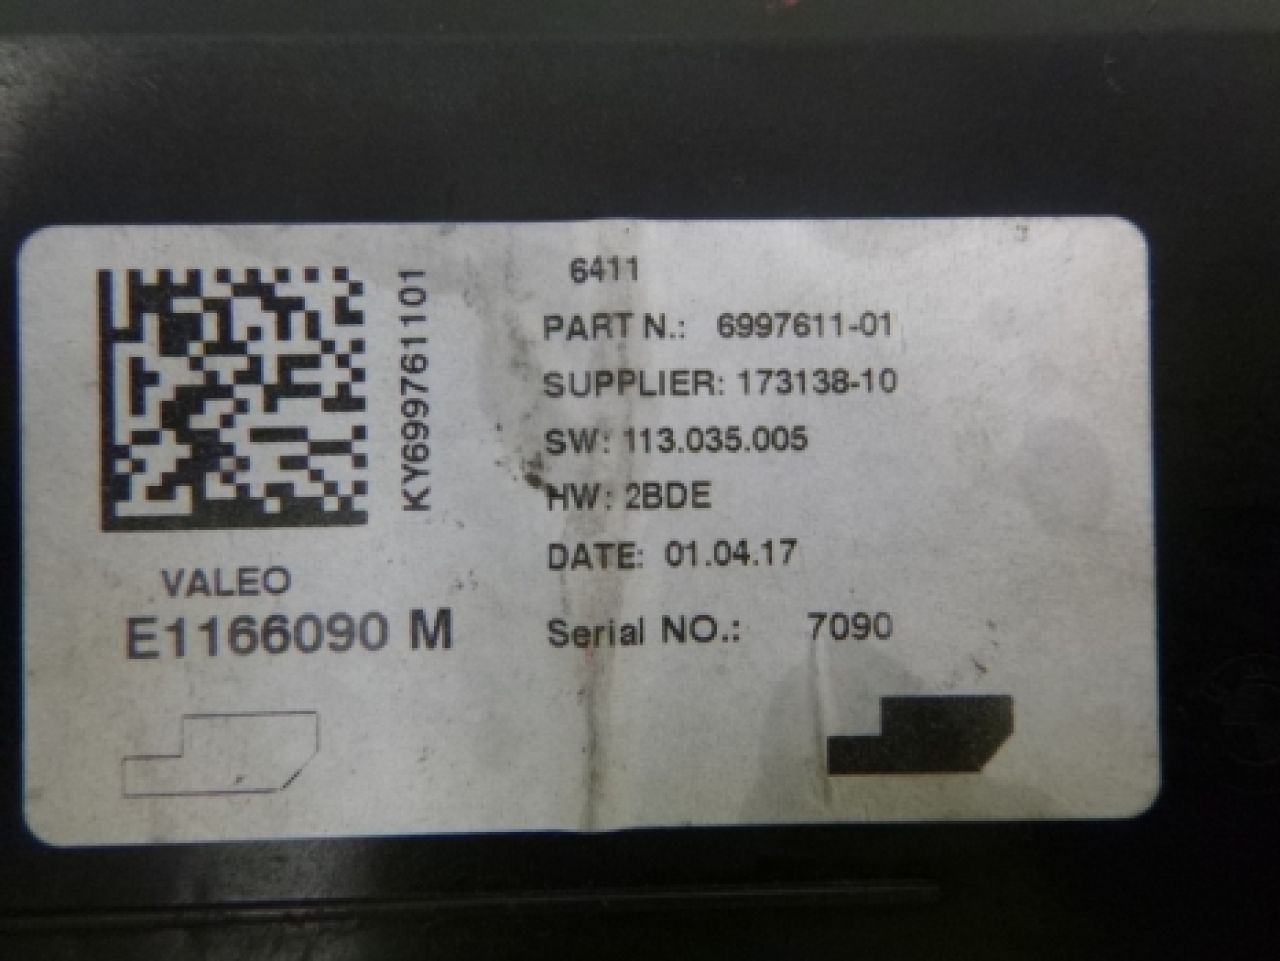 6411
PART N.: 6997611-01
SUPPLIER: 173138-10
SW: 113.035.005
HW: 2BDE
DATE: 01.04.17
Serial NO.: 7090
KY699761101
VALEO
E1166090 M